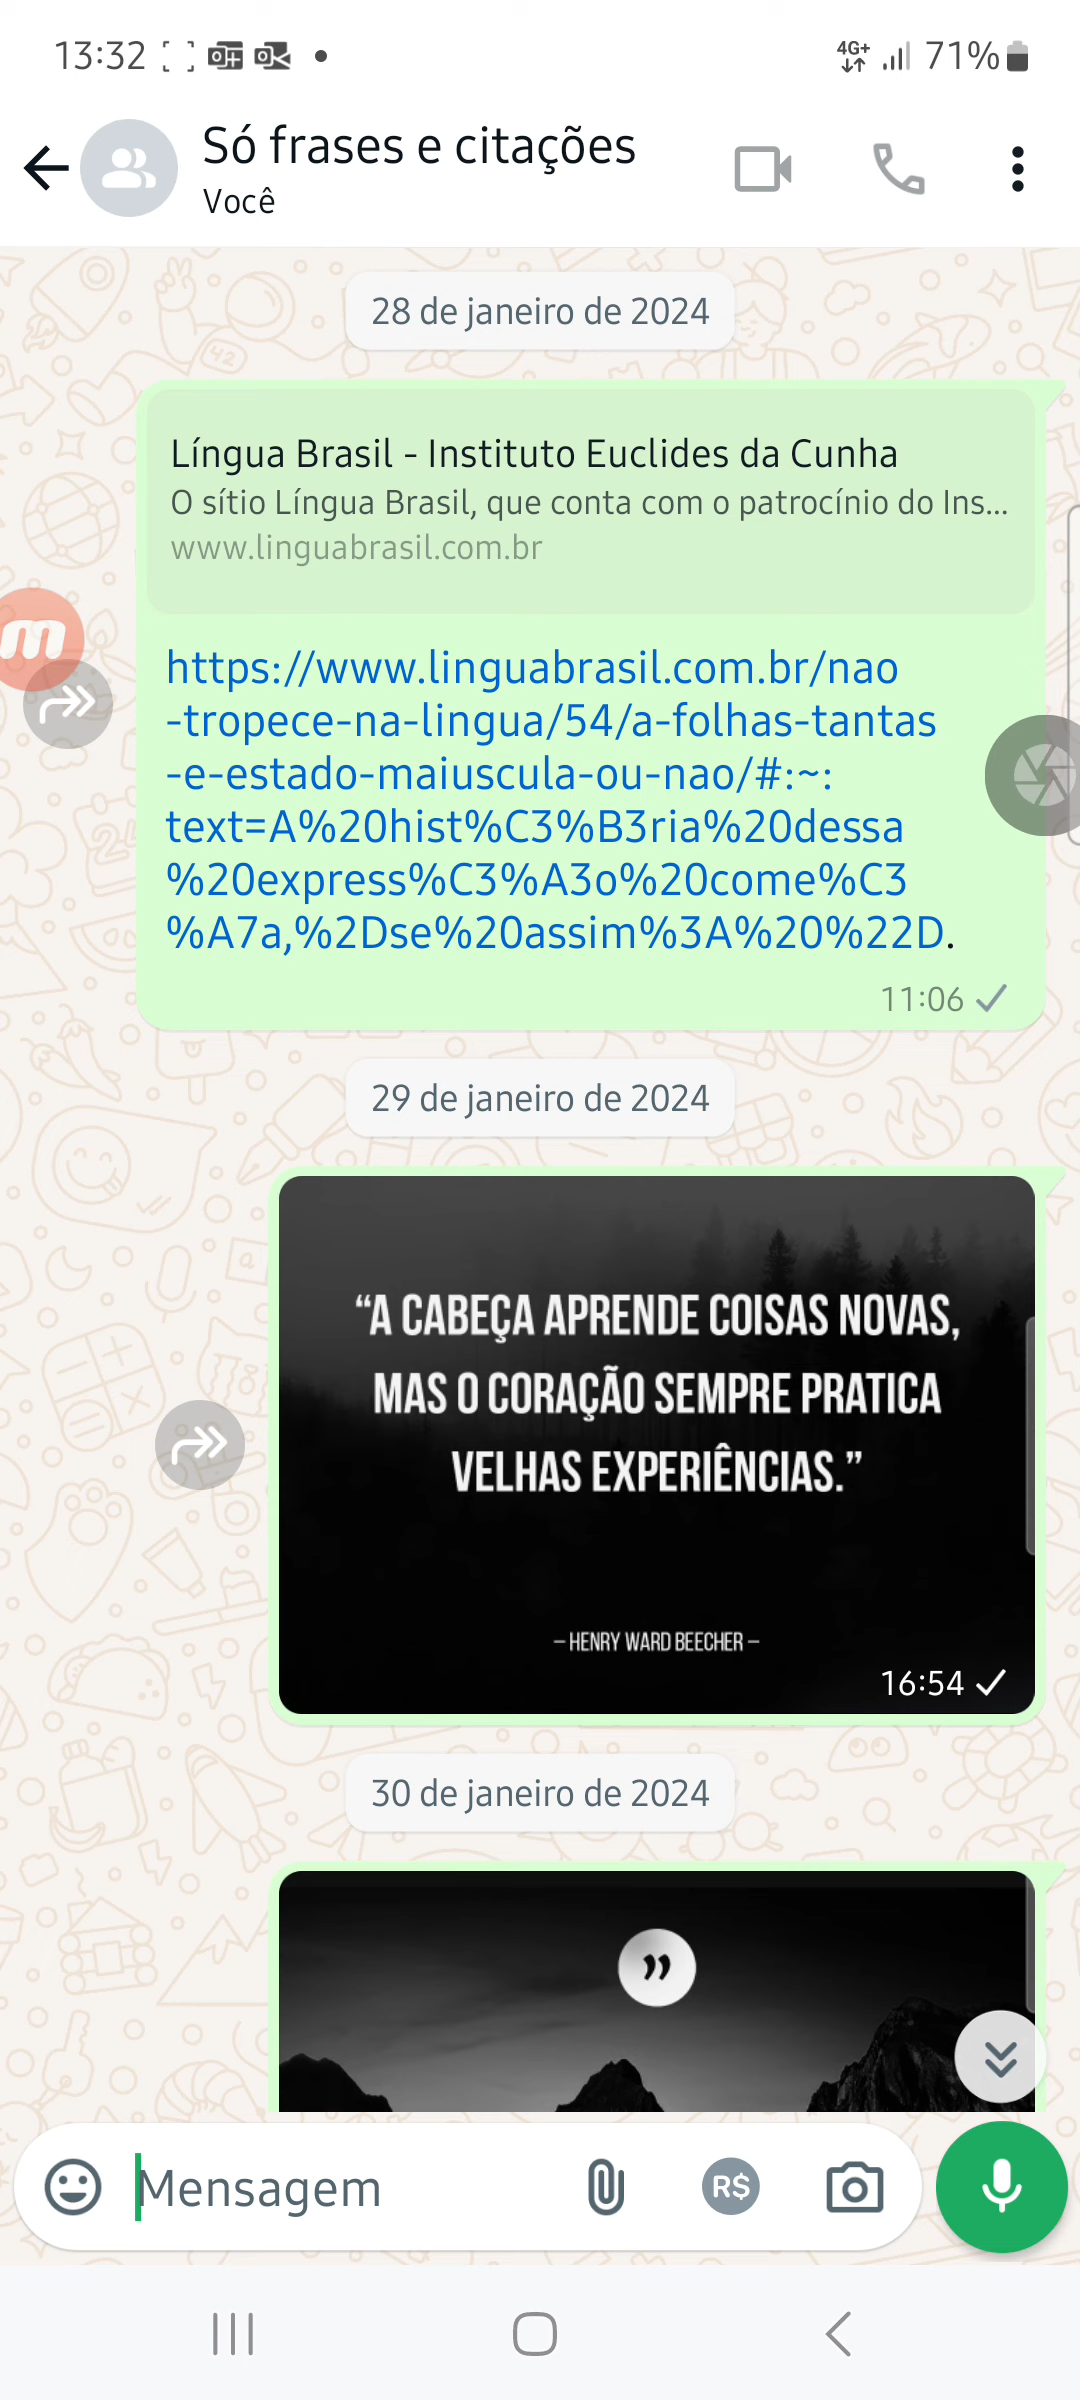 13:32
4G+
71%
Só frases e citações
Você
28 de janeiro de 2024
Língua Brasil - Instituto Euclides da Cunha
O sítio Língua Brasil, que conta com o patrocínio do Ins...
www.linguabrasil.com.br
https://www.linguabrasil.com.br/nao
-tropece-na-lingua/54/a-folhas-tantas
-e-estado-maiuscula-ou-nao/#:~:
text=A%20hist%C3%B3ria%20dessa
%20express%C3%A3o%20come%C3
%A7a,%2Dse%20assim%3A%20%22D.
11:06
29 de janeiro de 2024
“A CABEÇA APRENDE COISAS NOVAS,
MAS O CORAÇÃO SEMPRE PRATICA
VELHAS EXPERIÊNCIAS.”
– HENRY WARD BEECHER –
16:54
30 de janeiro de 2024
”
Mensagem
R$